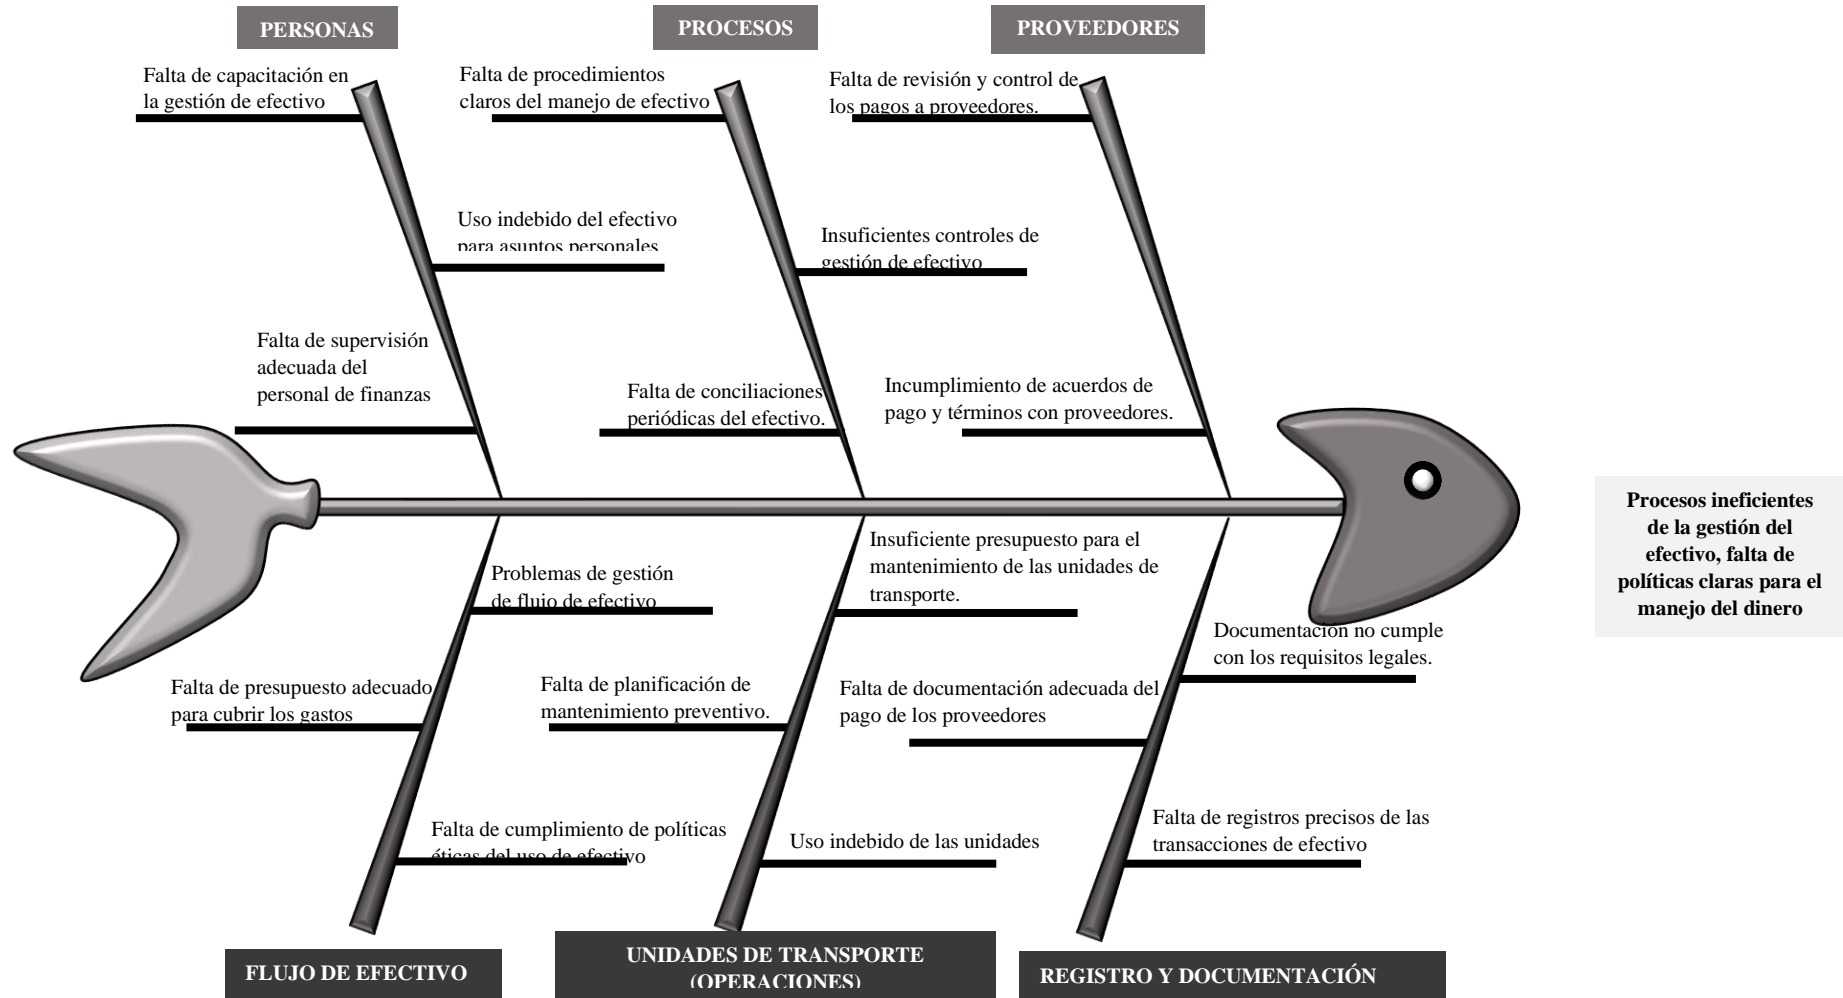 PERSONAS
PROCESOS
PROVEEDORES
Falta de capacitación en
la gestión de efectivo
Falta de procedimientos
claros del manejo de efectivo
Falta de revisión y control de
los pagos a proveedores.
Uso indebido del efectivo
para asuntos personales
Insuficientes controles de
gestión de efectivo
Falta de supervisión
adecuada del
personal de finanzas
Falta de conciliaciones
periódicas del efectivo.
Incumplimiento de acuerdos de
pago y términos con proveedores.
Procesos ineficientes
de la gestión del
efectivo, falta de
políticas claras para el
manejo del dinero
Problemas de gestión
de flujo de efectivo
Insuficiente presupuesto para el
mantenimiento de las unidades de
transporte.
Documentación no cumple
con los requisitos legales.
Falta de presupuesto adecuado
para cubrir los gastos
Falta de planificación de
mantenimiento preventivo.
Falta de documentación adecuada del
pago de los proveedores
Falta de cumplimiento de políticas
éticas del uso de efectivo
Uso indebido de las unidades
Falta de registros precisos de las
transacciones de efectivo
FLUJO DE EFECTIVO
UNIDADES DE TRANSPORTE
(OPERACIONES)
REGISTRO Y DOCUMENTACIÓN